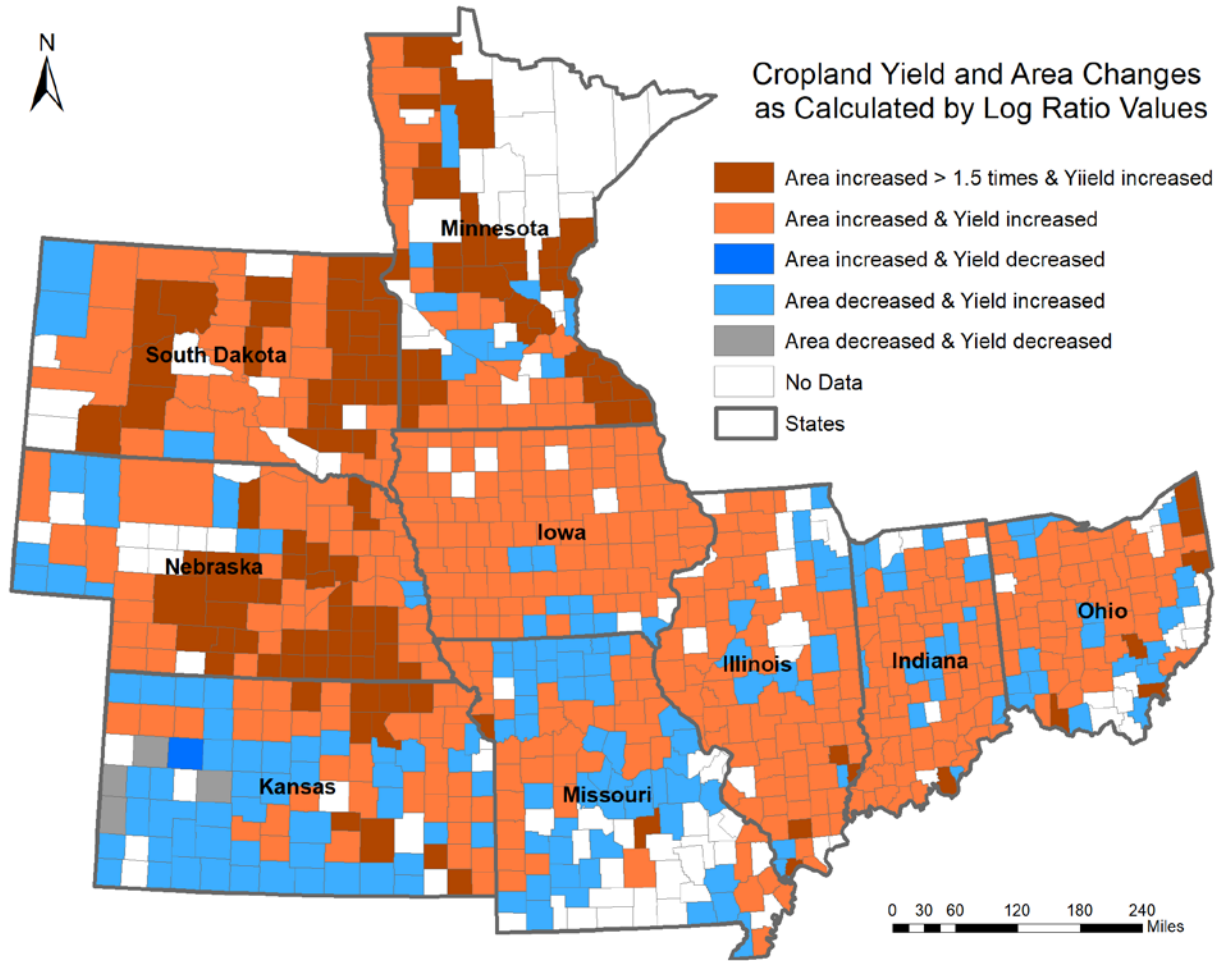 N
Cropland Yield and Area Changes
as Calculated by Log Ratio Values
Area increased > 1.5 times & Yiield increased
Area increased & Yield increased
Area increased & Yield decreased
Area decreased & Yield increased
Area decreased & Yield decreased
No Data
States
Minnesota
South Dakota
Iowa
Nebraska
Ohio
Illinois
Indiana
Kansas
Missouri
0 30 60 120 180 240
Miles